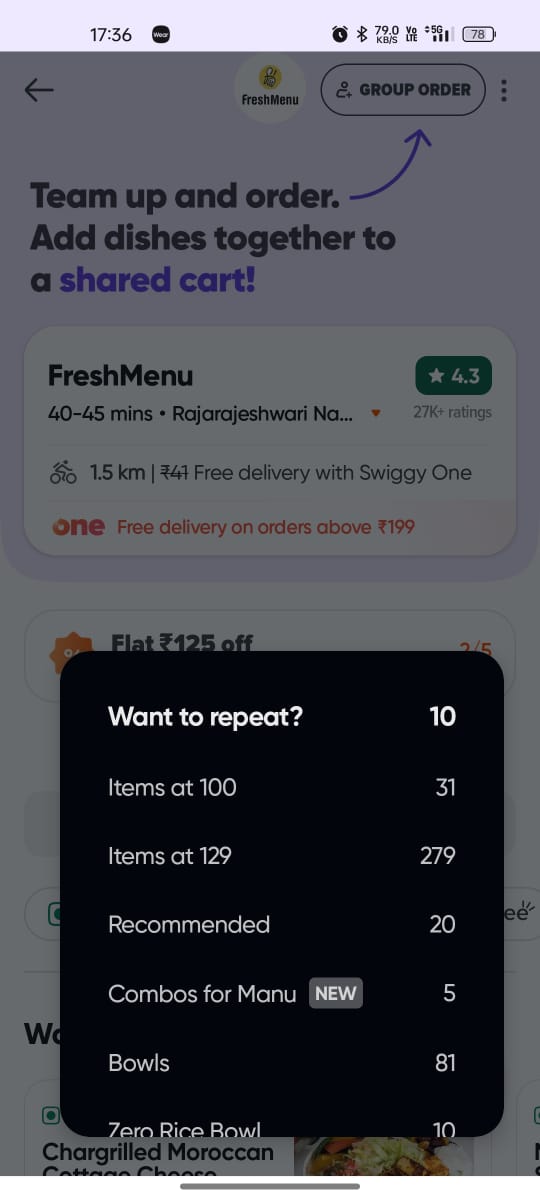 17:36
Wear
79.0
KB/S
Vo
LTE
5G
78
FreshMenu
GROUP ORDER
Team up and order.
Add dishes together to
a shared cart!
FreshMenu
4.3
40-45 mins • Rajarajeshwari Na...
27K+ ratings
1.5 km | ₹41 Free delivery with Swiggy One
one Free delivery on orders above ₹199
Flat ₹125 off
2/5
Want to repeat? 10
Items at 100 31
Items at 129 279
Recommended 20
Combos for Manu NEW 5
Bowls 81
Zero Rice Bowl 10
Chargrilled Moroccan
Cottage Cheese